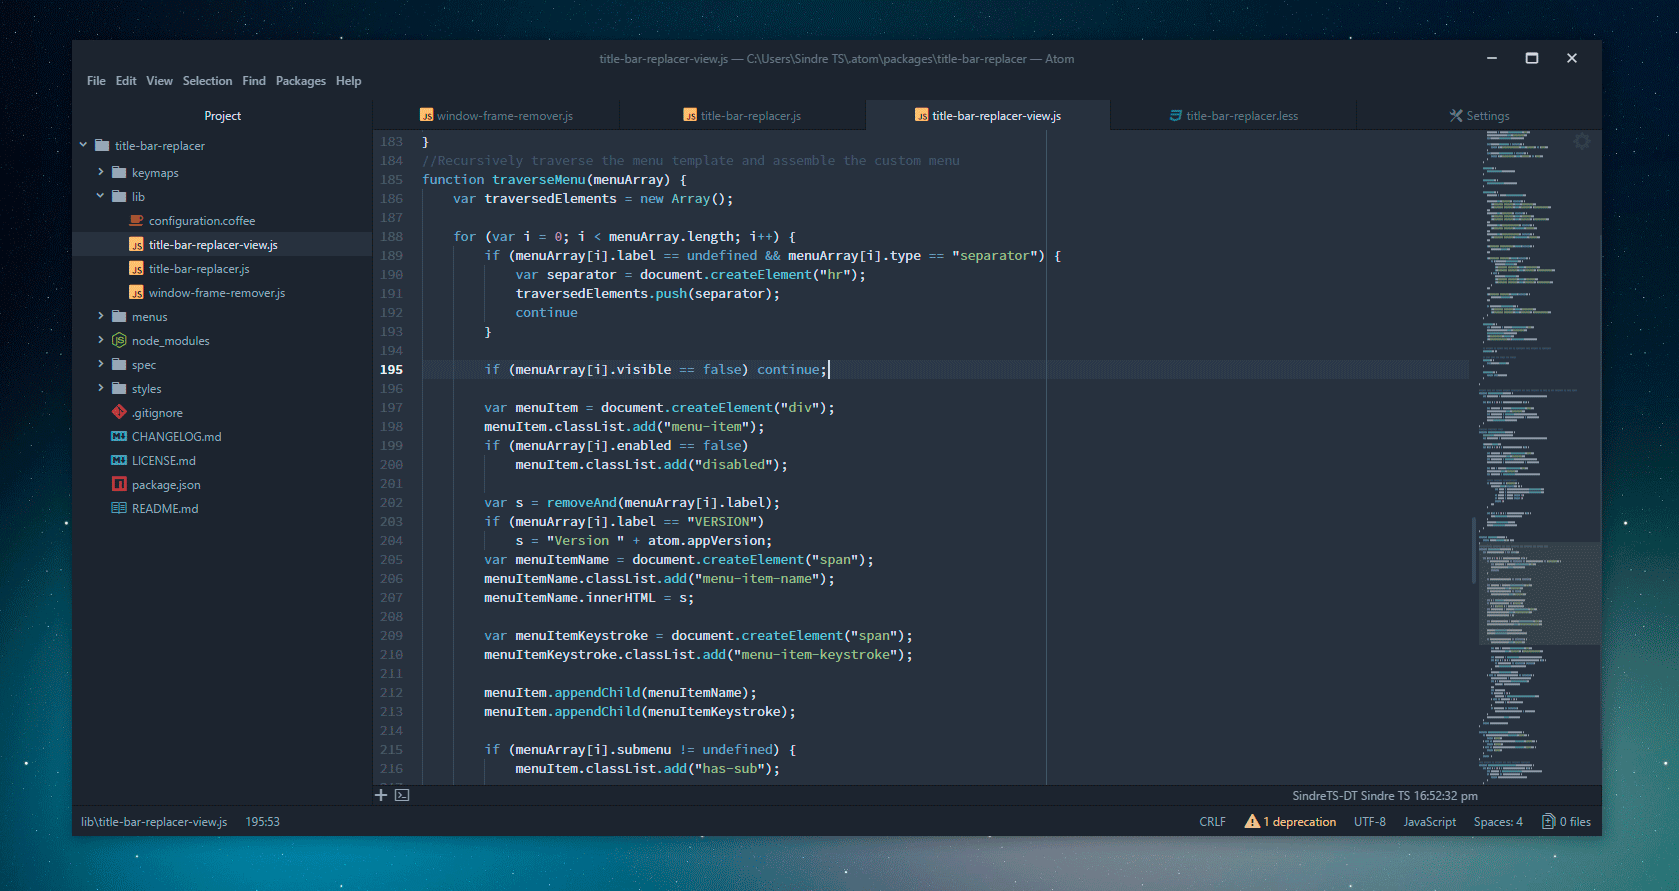 title-bar-replacer-view.js — C:\Users\Sindre TS\.atom\packages\title-bar-replacer — Atom
File Edit View Selection Find Packages Help
Project
title-bar-replacer
keymaps
lib
configuration.coffee
title-bar-replacer-view.js
title-bar-replacer.js
window-frame-remover.js
menus
node_modules
spec
styles
.gitignore
CHANGELOG.md
LICENSE.md
package.json
README.md
window-frame-remover.js title-bar-replacer.js title-bar-replacer-view.js title-bar-replacer.less Settings
183 }
184 //Recursively traverse the menu template and assemble the custom menu
185 function traverseMenu(menuArray) {
186     var traversedElements = new Array();
187
188     for (var i = 0; i < menuArray.length; i++) {
189         if (menuArray[i].label == undefined && menuArray[i].type == "separator") {
190             var separator = document.createElement("hr");
191             traversedElements.push(separator);
192             continue
193         }
194
195         if (menuArray[i].visible == false) continue;
196
197         var menuItem = document.createElement("div");
198         menuItem.classList.add("menu-item");
199         if (menuArray[i].enabled == false)
200             menuItem.classList.add("disabled");
201
202         var s = removeAnd(menuArray[i].label);
203         if (menuArray[i].label == "VERSION")
204             s = "Version " + atom.appVersion;
205         var menuItemName = document.createElement("span");
206         menuItemName.classList.add("menu-item-name");
207         menuItemName.innerHTML = s;
208
209         var menuItemKeystroke = document.createElement("span");
210         menuItemKeystroke.classList.add("menu-item-keystroke");
211
212         menuItem.appendChild(menuItemName);
213         menuItem.appendChild(menuItemKeystroke);
214
215         if (menuArray[i].submenu != undefined) {
216             menuItem.classList.add("has-sub");
SindreTS-DT Sindre TS 16:52:32 pm
lib\title-bar-replacer-view.js 195:53 CRLF 1 deprecation UTF-8 JavaScript Spaces: 4 0 files